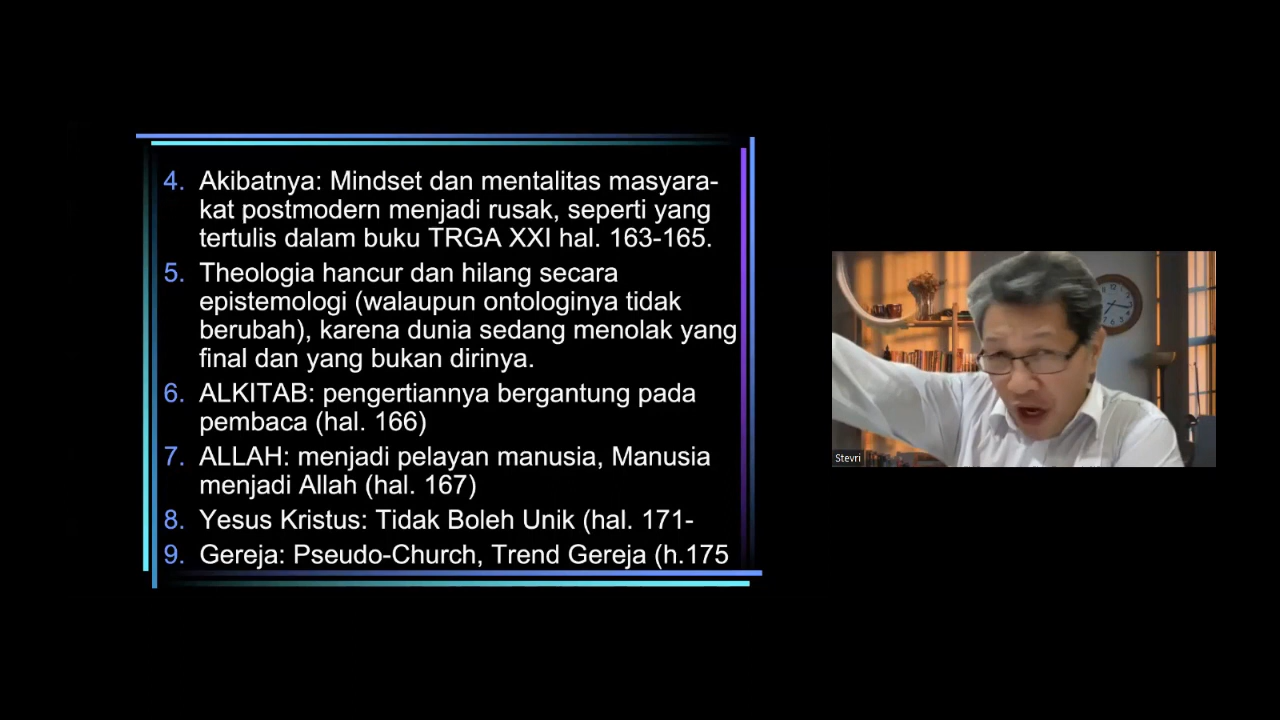 4. Akibatnya: Mindset dan mentalitas masyara-
kat postmodern menjadi rusak, seperti yang
tertulis dalam buku TRGA XXI hal. 163-165.
5. Theologia hancur dan hilang secara
epistemologi (walaupun ontologinya tidak
berubah), karena dunia sedang menolak yang
final dan yang bukan dirinya.
6. ALKITAB: pengertiannya bergantung pada
pembaca (hal. 166)
7. ALLAH: menjadi pelayan manusia, Manusia
menjadi Allah (hal. 167)
8. Yesus Kristus: Tidak Boleh Unik (hal. 171-
9. Gereja: Pseudo-Church, Trend Gereja (h.175
Stevri